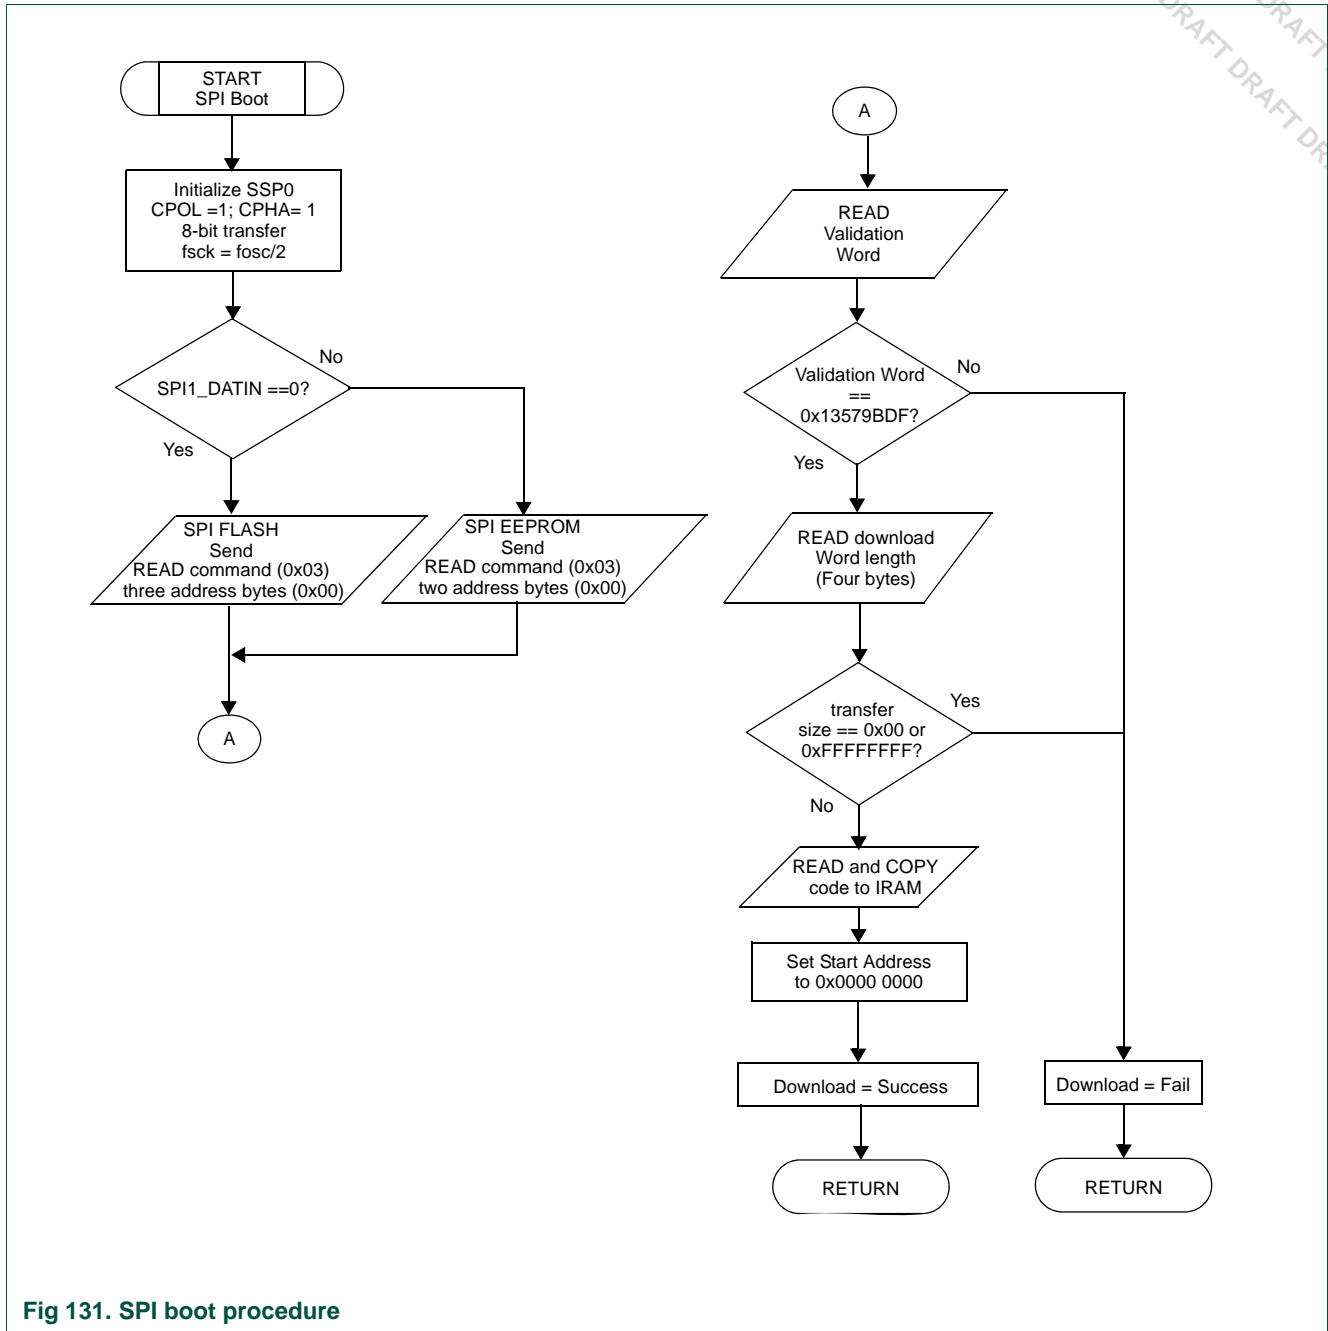 DRAFT DRAFT DRA
DRAFT
START
SPI Boot
Initialize SSP0
CPOL =1; CPHA= 1
8-bit transfer
fsck = fosc/2
SPI1_DATIN ==0?
No
Yes
SPI FLASH
Send
READ command (0x03)
three address bytes (0x00)
SPI EEPROM
Send
READ command (0x03)
two address bytes (0x00)
A
A
READ
Validation
Word
Validation Word
==
0x13579BDF?
No
Yes
READ download
Word length
(Four bytes)
transfer
size == 0x00 or
0xFFFFFFFF?
Yes
No
READ and COPY
code to IRAM
Set Start Address
to 0x0000 0000
Download = Success
Download = Fail
RETURN
RETURN
Fig 131. SPI boot procedure